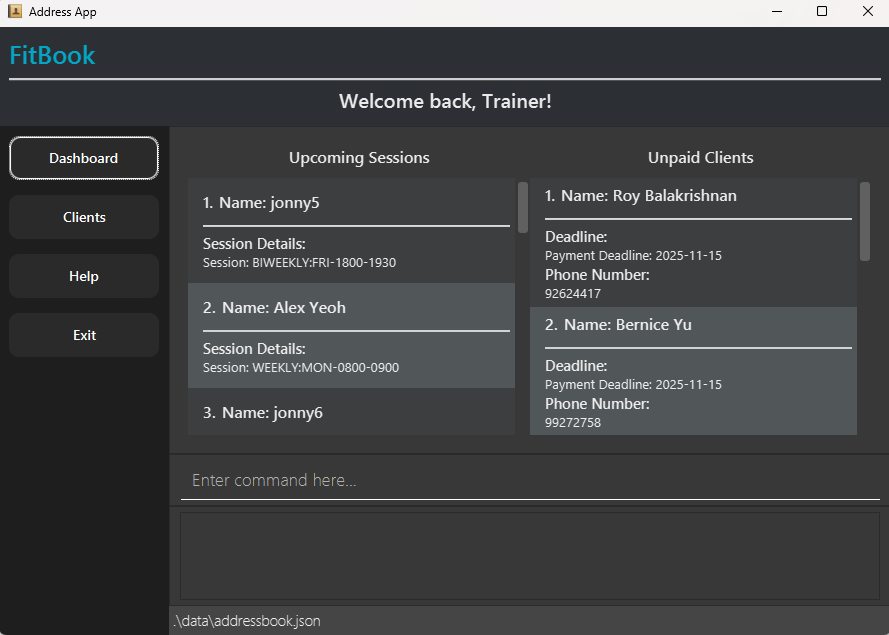 Address App
FitBook
Welcome back, Trainer!
Dashboard
Clients
Help
Exit
Upcoming Sessions
1. Name: jonny5
Session Details:
Session: BIWEEKLY:FRI-1800-1930
2. Name: Alex Yeoh
Session Details:
Session: WEEKLY:MON-0800-0900
3. Name: jonny6
Unpaid Clients
1. Name: Roy Balakrishnan
Deadline:
Payment Deadline: 2025-11-15
Phone Number:
92624417
2. Name: Bernice Yu
Deadline:
Payment Deadline: 2025-11-15
Phone Number:
99272758
Enter command here...
.\data\addressbook.json